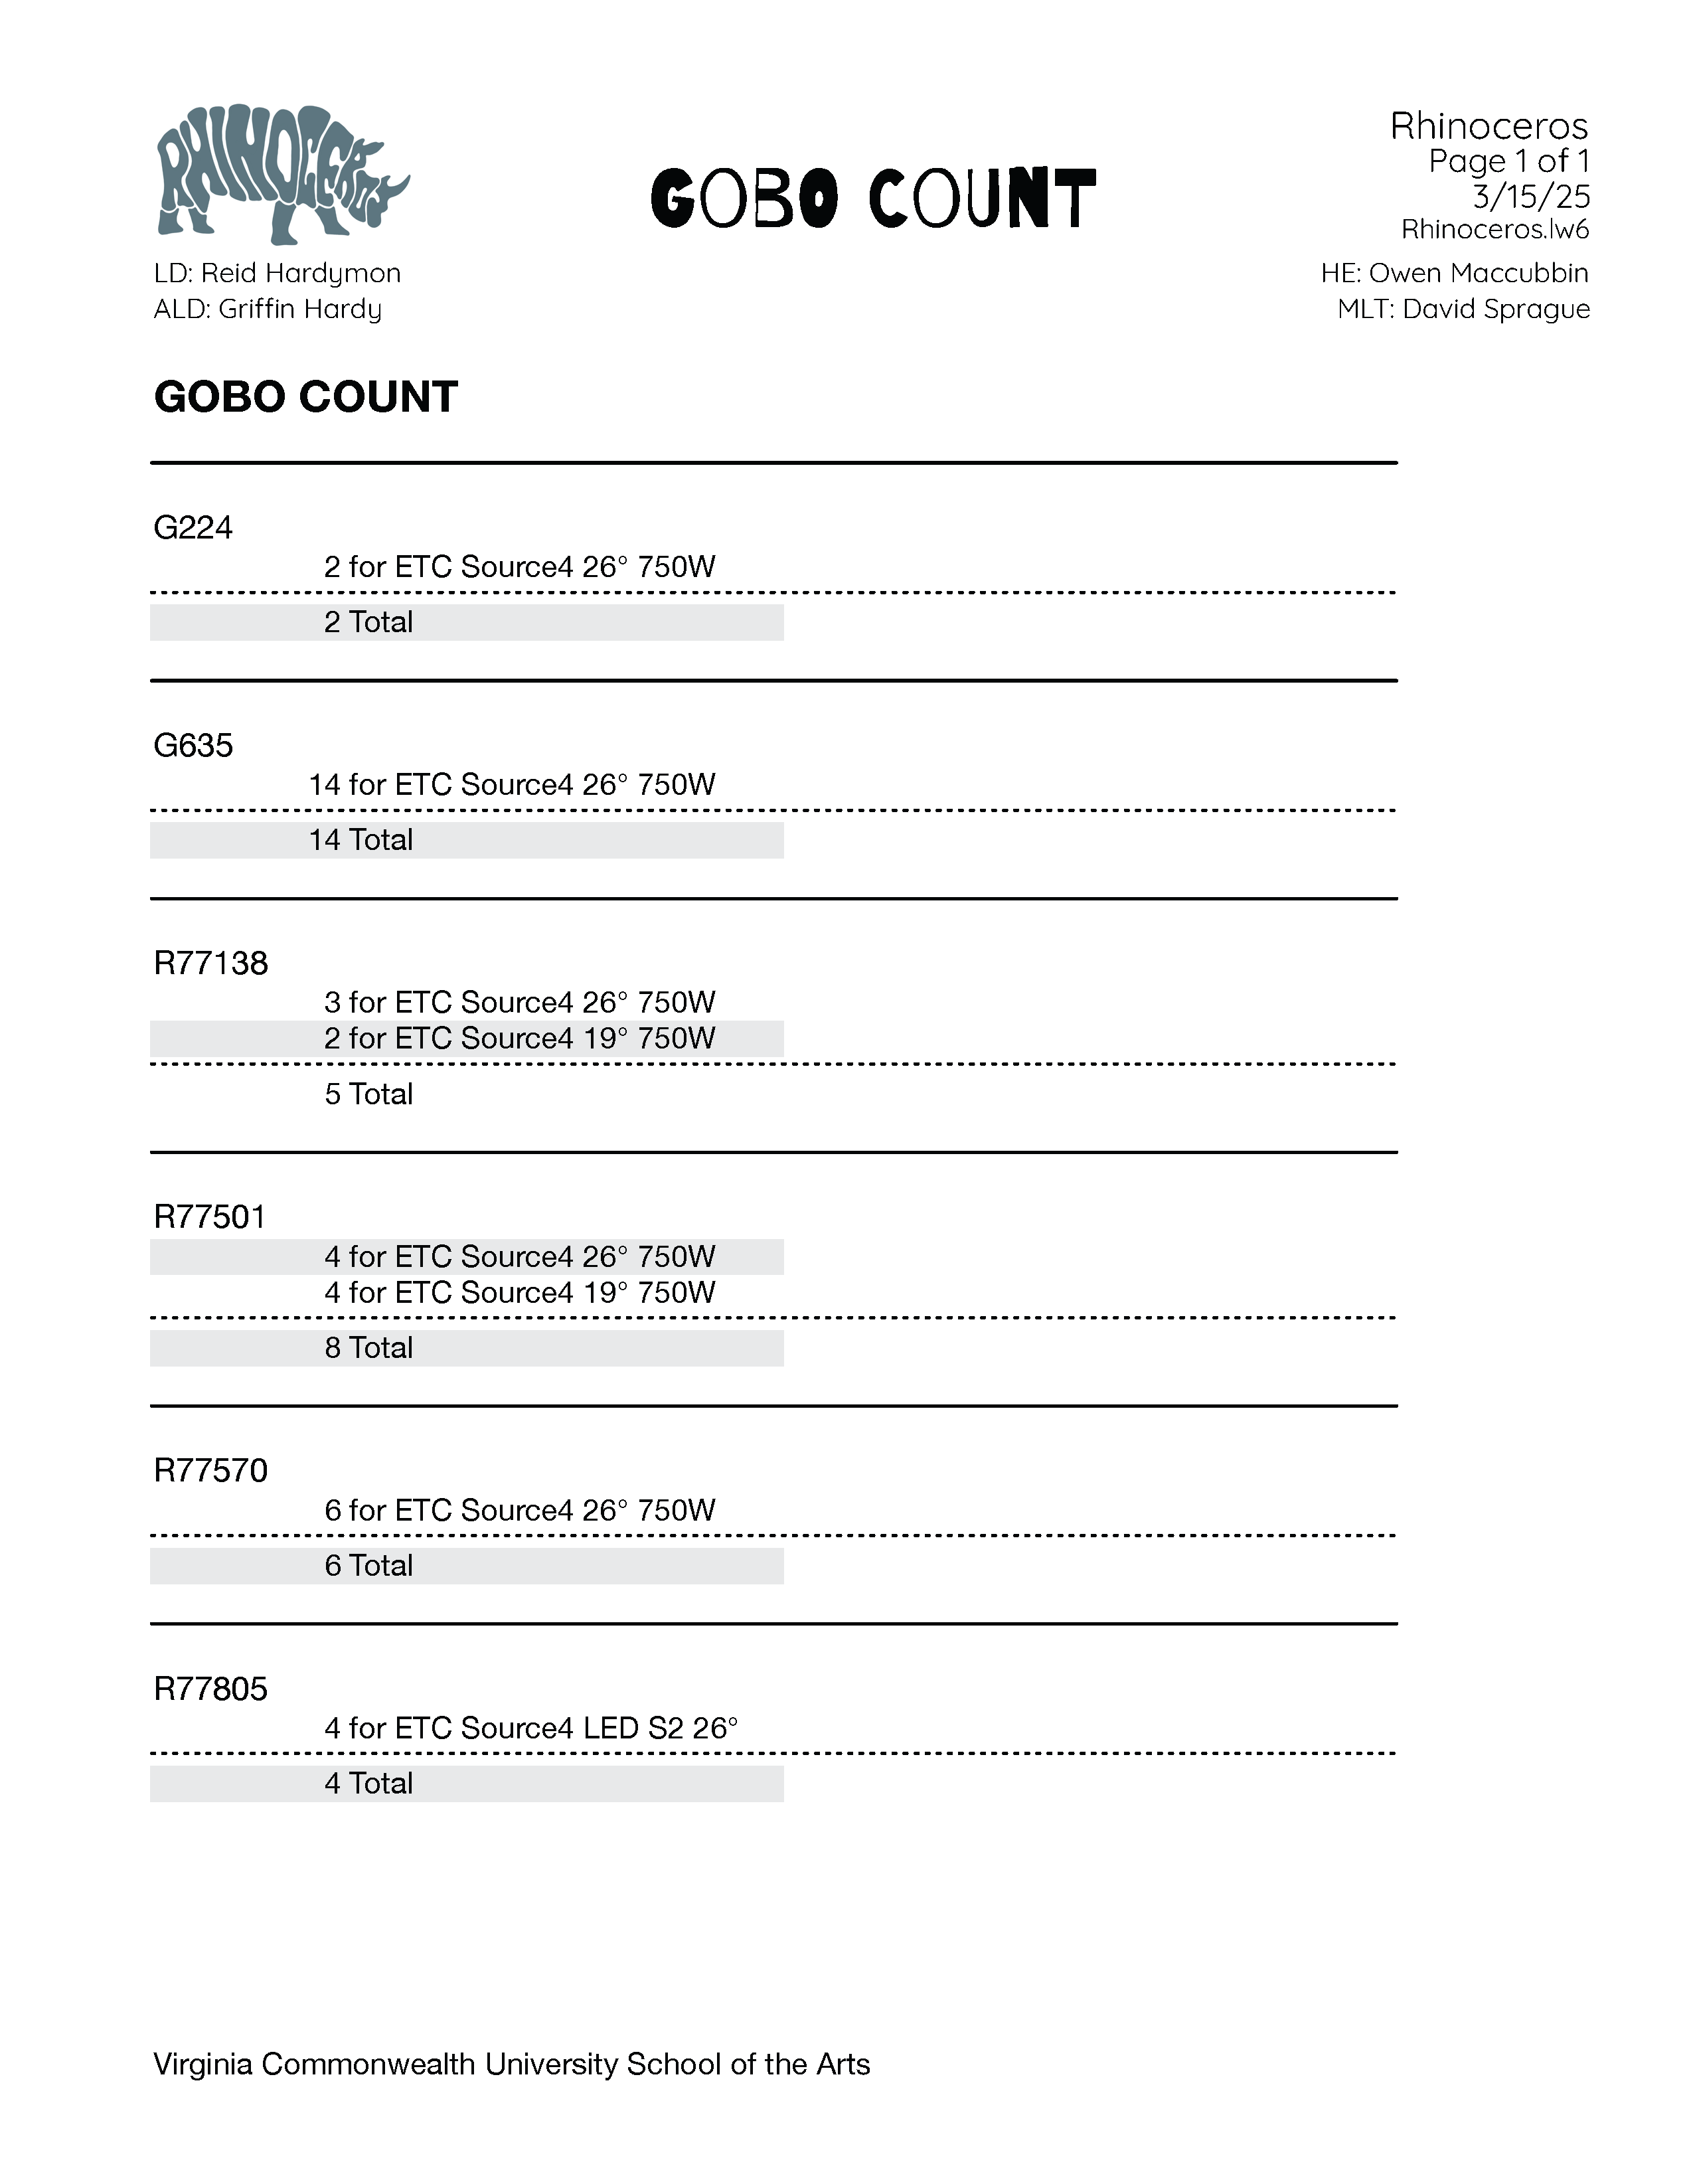 RHINOCEROS
GOBO COUNT
Rhinoceros
Page 1 of 1
3/15/25
Rhinoceros.lw6
LD: Reid Hardymon
ALD: Griffin Hardy
HE: Owen Maccubbin
MLT: David Sprague
GOBO COUNT
G224
2 for ETC Source4 26° 750W
2 Total
G635
14 for ETC Source4 26° 750W
14 Total
R77138
3 for ETC Source4 26° 750W
2 for ETC Source4 19° 750W
5 Total
R77501
4 for ETC Source4 26° 750W
4 for ETC Source4 19° 750W
8 Total
R77570
6 for ETC Source4 26° 750W
6 Total
R77805
4 for ETC Source4 LED S2 26°
4 Total
Virginia Commonwealth University School of the Arts